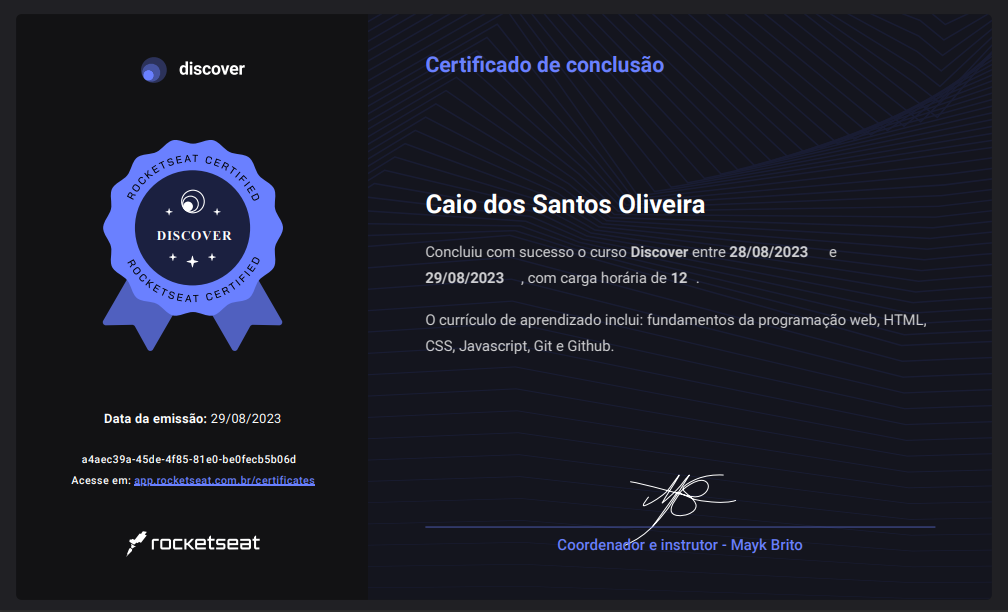 discover
ROCKETSEAT CERTIFIED
DISCOVER
ROCKETSEAT CERTIFIED
Data da emissão: 29/08/2023
a4aec39a-45de-4f85-81e0-be0fecb5b06d
Acesse em: app.rocketseat.com.br/certificates
rocketseat
Certificado de conclusão
Caio dos Santos Oliveira
Concluiu com sucesso o curso Discover entre 28/08/2023 e
29/08/2023 , com carga horária de 12 .
O currículo de aprendizado inclui: fundamentos da programação web, HTML,
CSS, Javascript, Git e Github.
Coordenador e instrutor - Mayk Brito